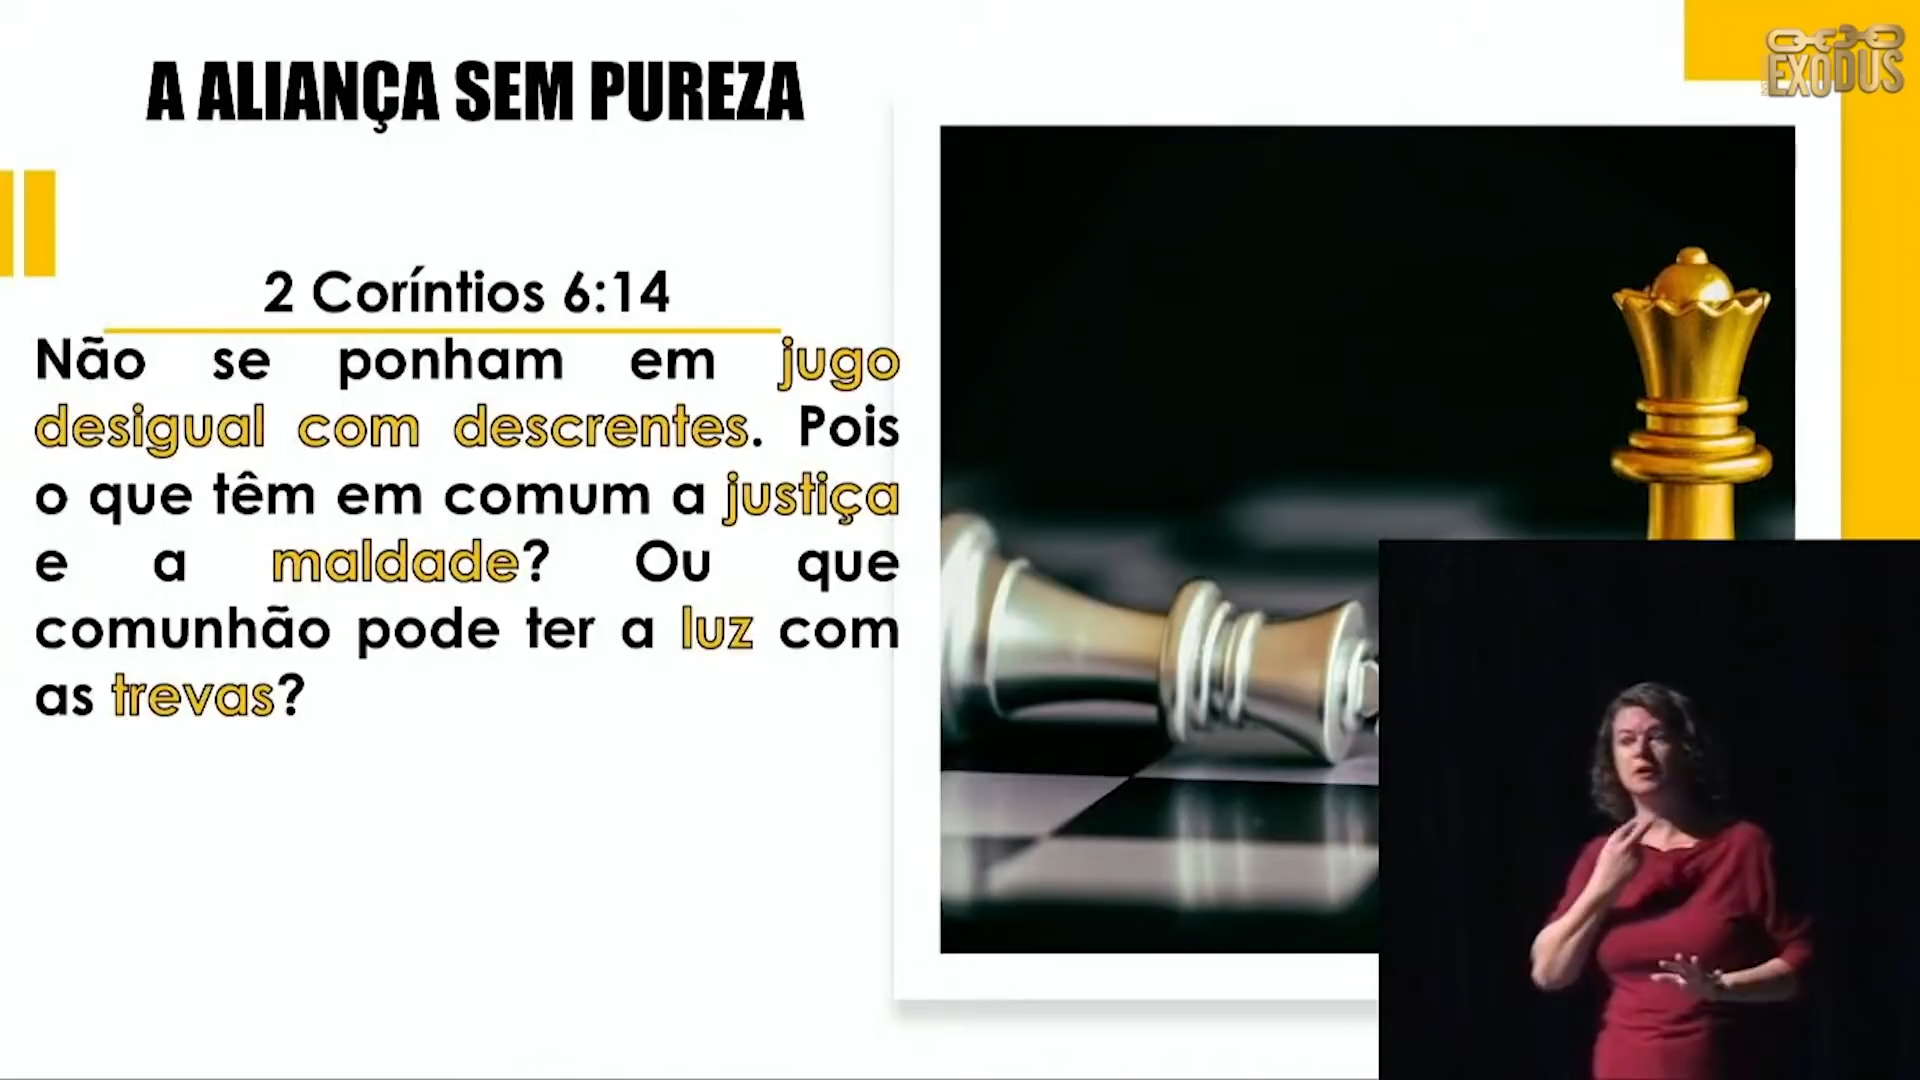 A ALIANÇA SEM PUREZA
EXODUS
2 Coríntios 6:14
Não se ponham em jugo
desigual com descrentes. Pois
o que têm em comum a justiça
e a maldade? Ou que
comunhão pode ter a luz com
as trevas?